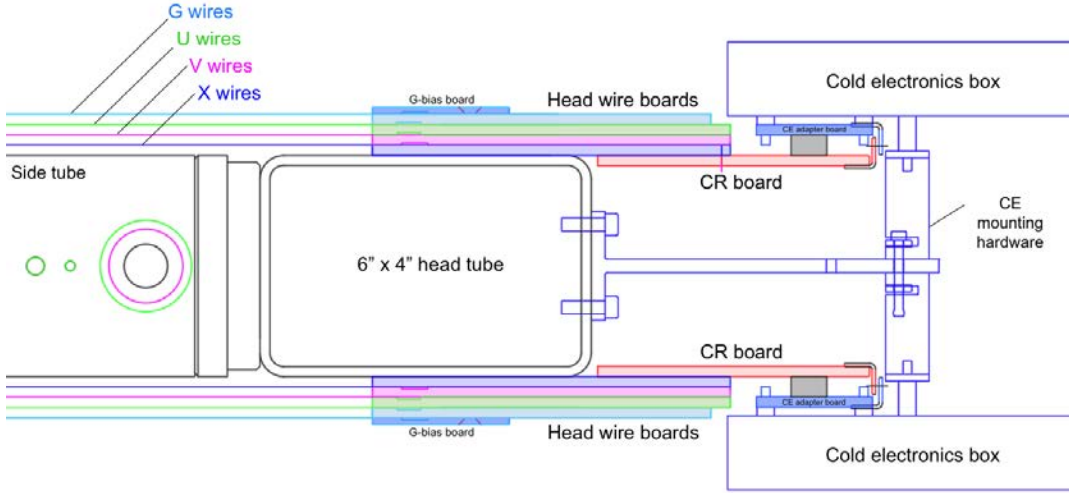 G wires
U wires
V wires
X wires
G-bias board
Head wire boards
Cold electronics box
CE adapter board
Side tube
CR board
CE
mounting
hardware
6” x 4” head tube
CR board
CE adapter board
G-bias board
Head wire boards
Cold electronics box